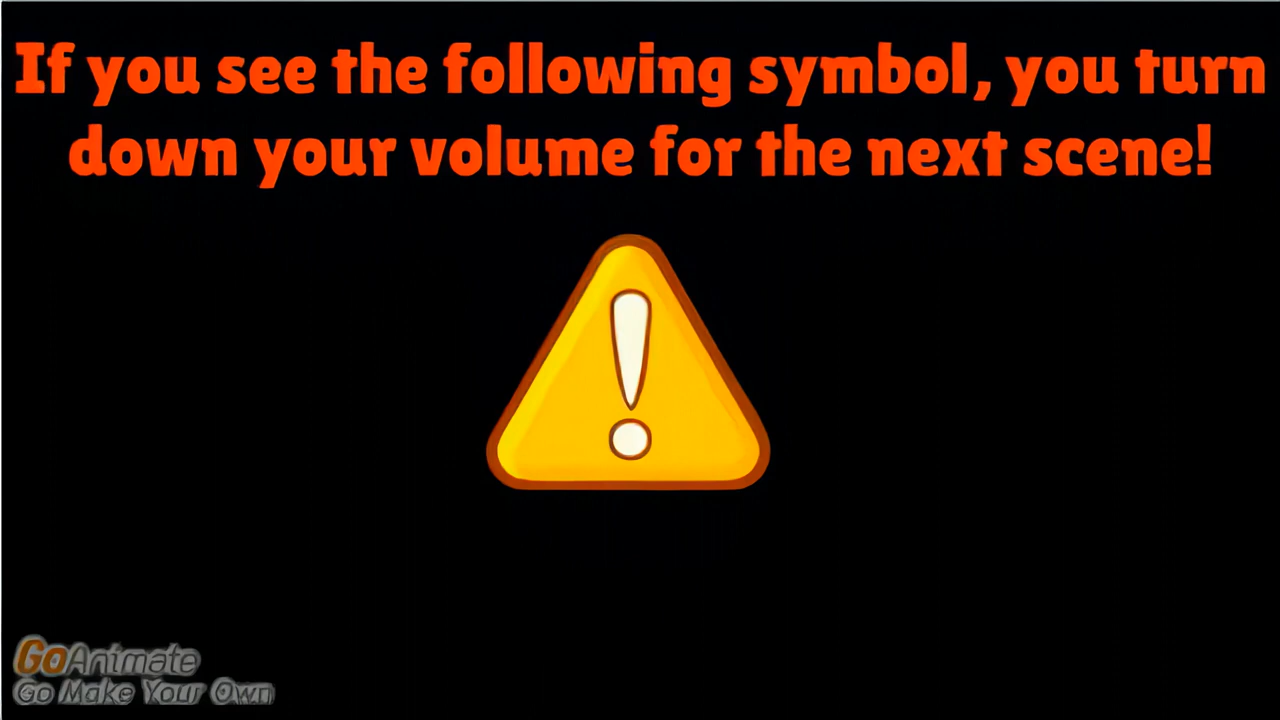 If you see the following symbol, you turn
down your volume for the next scene!
!
GoAnimate
Go Make Your Own